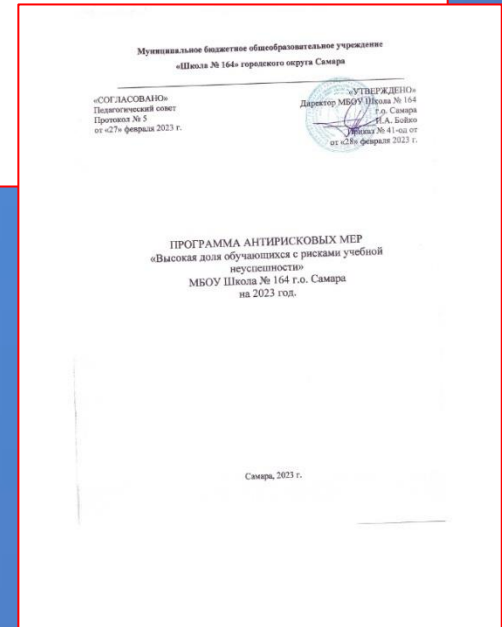 Муниципальное бюджетное общеобразовательное учреждение
«Школа № 164» городского округа Самара
«СОГЛАСОВАНО»
Педагогический совет
Протокол № 5
от «27» февраля 2023 г.
«УТВЕРЖДЕНО»
Директор МБОУ Школа № 164
г.о. Самара
И.А. Бойко
Приказ № 41-од от
от «28» февраля 2023 г.
ПРОГРАММА АНТИРИСКОВЫХ МЕР
«Высокая доля обучающихся с рисками учебной
неуспешности»
МБОУ Школа № 164 г.о. Самара
на 2023 год.
Самара, 2023 г.